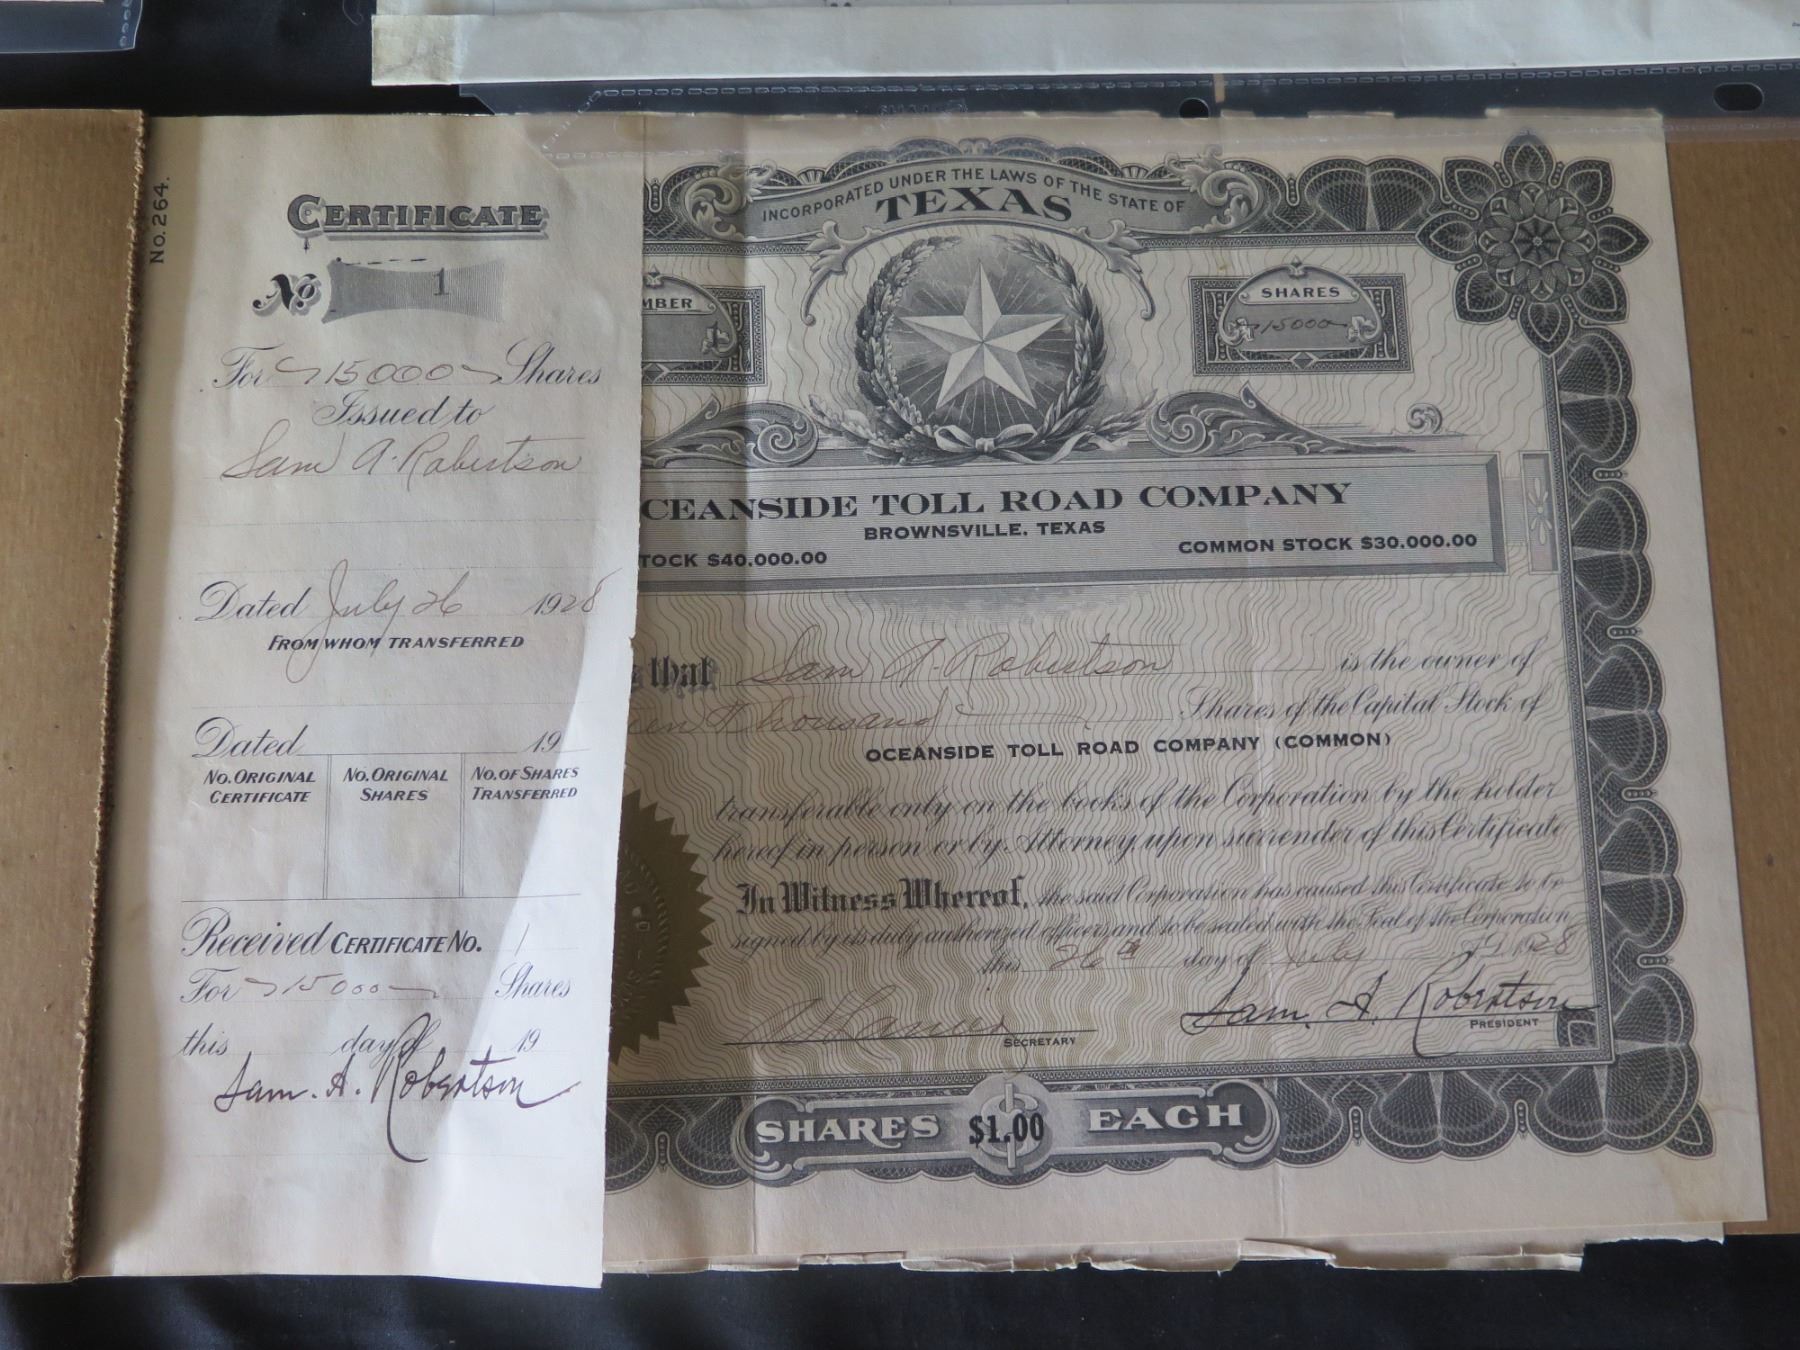 No. 264.
CERTIFICATE
No 1
For 15000 Shares
Issued to
Sam A. Robertson
Dated July 26 1928
FROM WHOM TRANSFERRED
Dated 19
NO. ORIGINAL CERTIFICATE
NO. ORIGINAL SHARES
NO. OF SHARES TRANSFERRED
Received CERTIFICATE NO. 1
For 15000 Shares
this day of 19
Sam. A. Robertson
INCORPORATED UNDER THE LAWS OF THE STATE OF
TEXAS
MBER
SHARES
15000
CEANSIDE TOLL ROAD COMPANY
BROWNSVILLE, TEXAS
TOCK $40.000.00
COMMON STOCK $30.000.00
s that Sam A. Robertson is the owner of
een Thousand Shares of the Capital Stock of
OCEANSIDE TOLL ROAD COMPANY (COMMON)
transferable only on the books of the Corporation by the holder
hereof in person or by Attorney upon surrender of this Certificate
In Witness Whereof, the said Corporation has caused this Certificate to be
signed by its duly authorized officers and to be sealed with the Seal of the Corporation
this 26th day of July A.D. 1928
Sam. A. Robertson
SECRETARY
PRESIDENT
SHARES $1.00 EACH